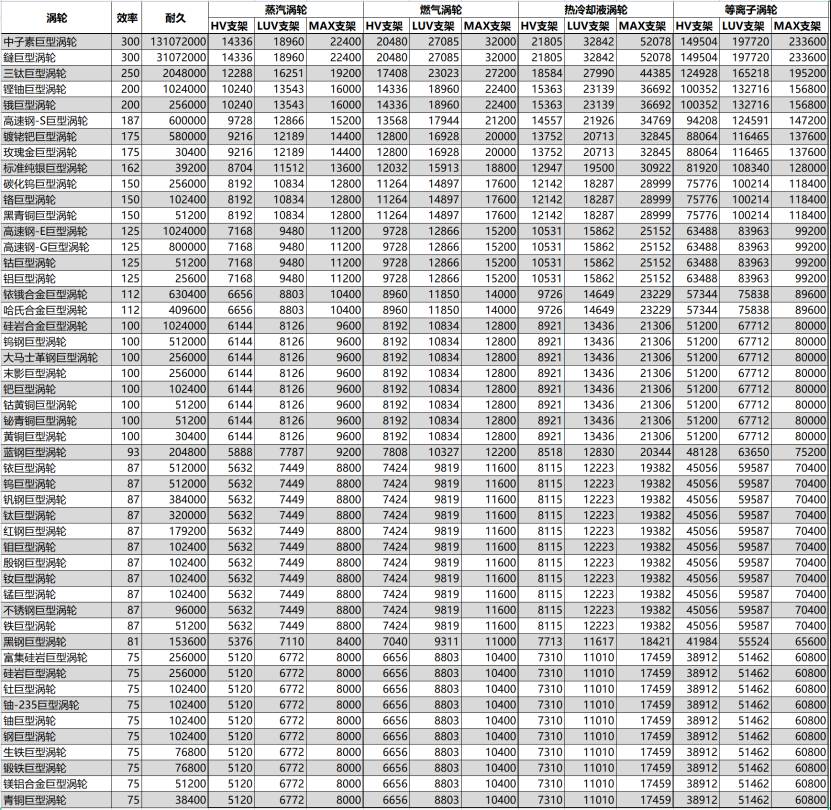 涡轮 效率 耐久 蒸汽涡轮 燃气涡轮 热冷却液涡轮 等离子涡轮
HV支架 LUV支架 MAX支架 HV支架 LUV支架 MAX支架 HV支架 LUV支架 MAX支架 HV支架 LUV支架 MAX支架
中子素巨型涡轮 300 131072000 14336 18960 22400 20480 27085 32000 21805 32842 52078 149504 197720 233600
鿔巨型涡轮 300 31072000 14336 18960 22400 20480 27085 32000 21805 32842 52078 149504 197720 233600
三钛巨型涡轮 250 2048000 12288 16251 19200 17408 23023 27200 18584 27990 44385 124928 165218 195200
铿铀巨型涡轮 200 1024000 10240 13543 16000 14336 18960 22400 15363 23139 36692 100352 132716 156800
锇巨型涡轮 200 256000 10240 13543 16000 14336 18960 22400 15363 23139 36692 100352 132716 156800
高速钢-S巨型涡轮 187 600000 9728 12866 15200 13568 17944 21200 14557 21926 34769 94208 124591 147200
镀铑钯巨型涡轮 175 580000 9216 12189 14400 12800 16928 20000 13752 20713 32845 88064 116465 137600
玫瑰金巨型涡轮 175 30400 9216 12189 14400 12800 16928 20000 13752 20713 32845 88064 116465 137600
标准纯银巨型涡轮 162 39200 8704 11512 13600 12032 15913 18800 12947 19500 30922 81920 108340 128000
碳化钨巨型涡轮 150 256000 8192 10834 12800 11264 14897 17600 12142 18287 28999 75776 100214 118400
铬巨型涡轮 150 102400 8192 10834 12800 11264 14897 17600 12142 18287 28999 75776 100214 118400
黑青铜巨型涡轮 150 51200 8192 10834 12800 11264 14897 17600 12142 18287 28999 75776 100214 118400
高速钢-E巨型涡轮 125 1024000 7168 9480 11200 9728 12866 15200 10531 15862 25152 63488 83963 99200
高速钢-G巨型涡轮 125 800000 7168 9480 11200 9728 12866 15200 10531 15862 25152 63488 83963 99200
钴巨型涡轮 125 51200 7168 9480 11200 9728 12866 15200 10531 15862 25152 63488 83963 99200
铝巨型涡轮 125 25600 7168 9480 11200 9728 12866 15200 10531 15862 25152 63488 83963 99200
铱锇合金巨型涡轮 112 630400 6656 8803 10400 8960 11850 14000 9726 14649 23229 57344 75838 89600
哈氏合金巨型涡轮 112 409600 6656 8803 10400 8960 11850 14000 9726 14649 23229 57344 75838 89600
硅岩合金巨型涡轮 100 1024000 6144 8126 9600 8192 10834 12800 8921 13436 21306 51200 67712 80000
钨钢巨型涡轮 100 512000 6144 8126 9600 8192 10834 12800 8921 13436 21306 51200 67712 80000
大马士革钢巨型涡轮 100 256000 6144 8126 9600 8192 10834 12800 8921 13436 21306 51200 67712 80000
末影巨型涡轮 100 256000 6144 8126 9600 8192 10834 12800 8921 13436 21306 51200 67712 80000
钯巨型涡轮 100 102400 6144 8126 9600 8192 10834 12800 8921 13436 21306 51200 67712 80000
钴黄铜巨型涡轮 100 51200 6144 8126 9600 8192 10834 12800 8921 13436 21306 51200 67712 80000
铋青铜巨型涡轮 100 51200 6144 8126 9600 8192 10834 12800 8921 13436 21306 51200 67712 80000
黄铜巨型涡轮 100 30400 6144 8126 9600 8192 10834 12800 8921 13436 21306 51200 67712 80000
蓝钢巨型涡轮 93 204800 5888 7787 9200 7808 10327 12200 8518 12830 20344 48128 63650 75200
铱巨型涡轮 87 512000 5632 7449 8800 7424 9819 11600 8115 12223 19382 45056 59587 70400
钨巨型涡轮 87 512000 5632 7449 8800 7424 9819 11600 8115 12223 19382 45056 59587 70400
钒钢巨型涡轮 87 384000 5632 7449 8800 7424 9819 11600 8115 12223 19382 45056 59587 70400
钛巨型涡轮 87 320000 5632 7449 8800 7424 9819 11600 8115 12223 19382 45056 59587 70400
红钢巨型涡轮 87 179200 5632 7449 8800 7424 9819 11600 8115 12223 19382 45056 59587 70400
钼巨型涡轮 87 102400 5632 7449 8800 7424 9819 11600 8115 12223 19382 45056 59587 70400
殷钢巨型涡轮 87 102400 5632 7449 8800 7424 9819 11600 8115 12223 19382 45056 59587 70400
钕巨型涡轮 87 102400 5632 7449 8800 7424 9819 11600 8115 12223 19382 45056 59587 70400
锰巨型涡轮 87 102400 5632 7449 8800 7424 9819 11600 8115 12223 19382 45056 59587 70400
不锈钢巨型涡轮 87 96000 5632 7449 8800 7424 9819 11600 8115 12223 19382 45056 59587 70400
铁巨型涡轮 87 51200 5632 7449 8800 7424 9819 11600 8115 12223 19382 45056 59587 70400
黑钢巨型涡轮 81 153600 5376 7110 8400 7040 9311 11000 7713 11617 18421 41984 55524 65600
富集硅岩巨型涡轮 75 256000 5120 6772 8000 6656 8803 10400 7310 11010 17459 38912 51462 60800
硅岩巨型涡轮 75 256000 5120 6772 8000 6656 8803 10400 7310 11010 17459 38912 51462 60800
钍巨型涡轮 75 102400 5120 6772 8000 6656 8803 10400 7310 11010 17459 38912 51462 60800
铀-235巨型涡轮 75 102400 5120 6772 8000 6656 8803 10400 7310 11010 17459 38912 51462 60800
铀巨型涡轮 75 102400 5120 6772 8000 6656 8803 10400 7310 11010 17459 38912 51462 60800
钢巨型涡轮 75 102400 5120 6772 8000 6656 8803 10400 7310 11010 17459 38912 51462 60800
生铁巨型涡轮 75 76800 5120 6772 8000 6656 8803 10400 7310 11010 17459 38912 51462 60800
锻铁巨型涡轮 75 76800 5120 6772 8000 6656 8803 10400 7310 11010 17459 38912 51462 60800
镁铝合金巨型涡轮 75 51200 5120 6772 8000 6656 8803 10400 7310 11010 17459 38912 51462 60800
青铜巨型涡轮 75 38400 5120 6772 8000 6656 8803 10400 7310 11010 17459 38912 51462 60800